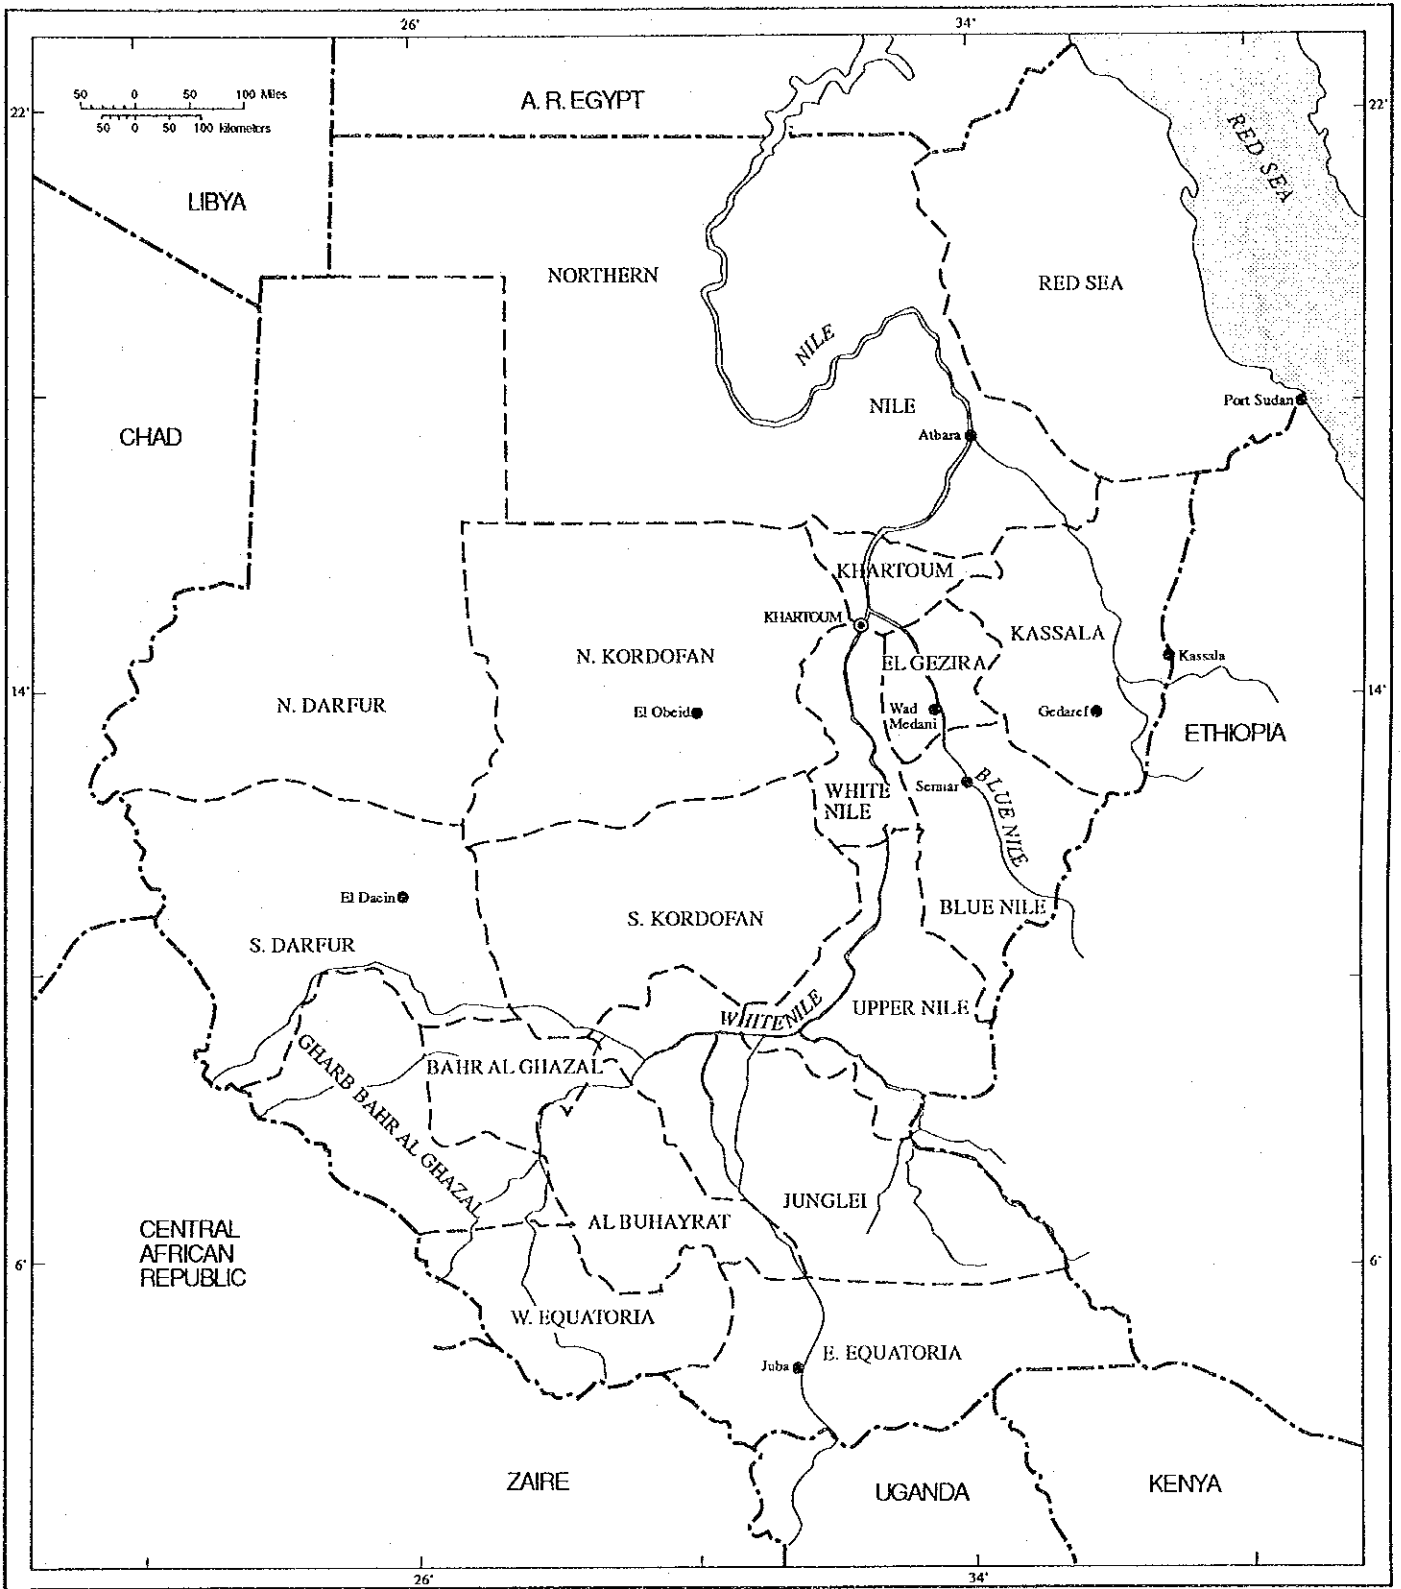 26'
34'
50 0 50 100 Miles
50 0 50 100 kilometers
22'
22'
A. R. EGYPT
RED SEA
LIBYA
NORTHERN
RED SEA
NILE
NILE
Port Sudan
CHAD
Atbara
KHARTOUM
KHARTOUM
KASSALA
N. KORDOFAN
EL GEZIRA
Kassala
14'
14'
N. DARFUR
El Obeid
Wad
Medani
Gedaref
ETHIOPIA
WHITE
NILE
Sennar
BLUE NILE
El Daein
S. KORDOFAN
BLUE NILE
S. DARFUR
WHITE NILE
UPPER NILE
GHARB BAHR AL GHAZAL
BAHR AL GHAZAL
JUNGLEI
AL BUHAYRAT
CENTRAL
AFRICAN
REPUBLIC
6'
6'
W. EQUATORIA
Juba
E. EQUATORIA
ZAIRE
UGANDA
KENYA
26'
34'